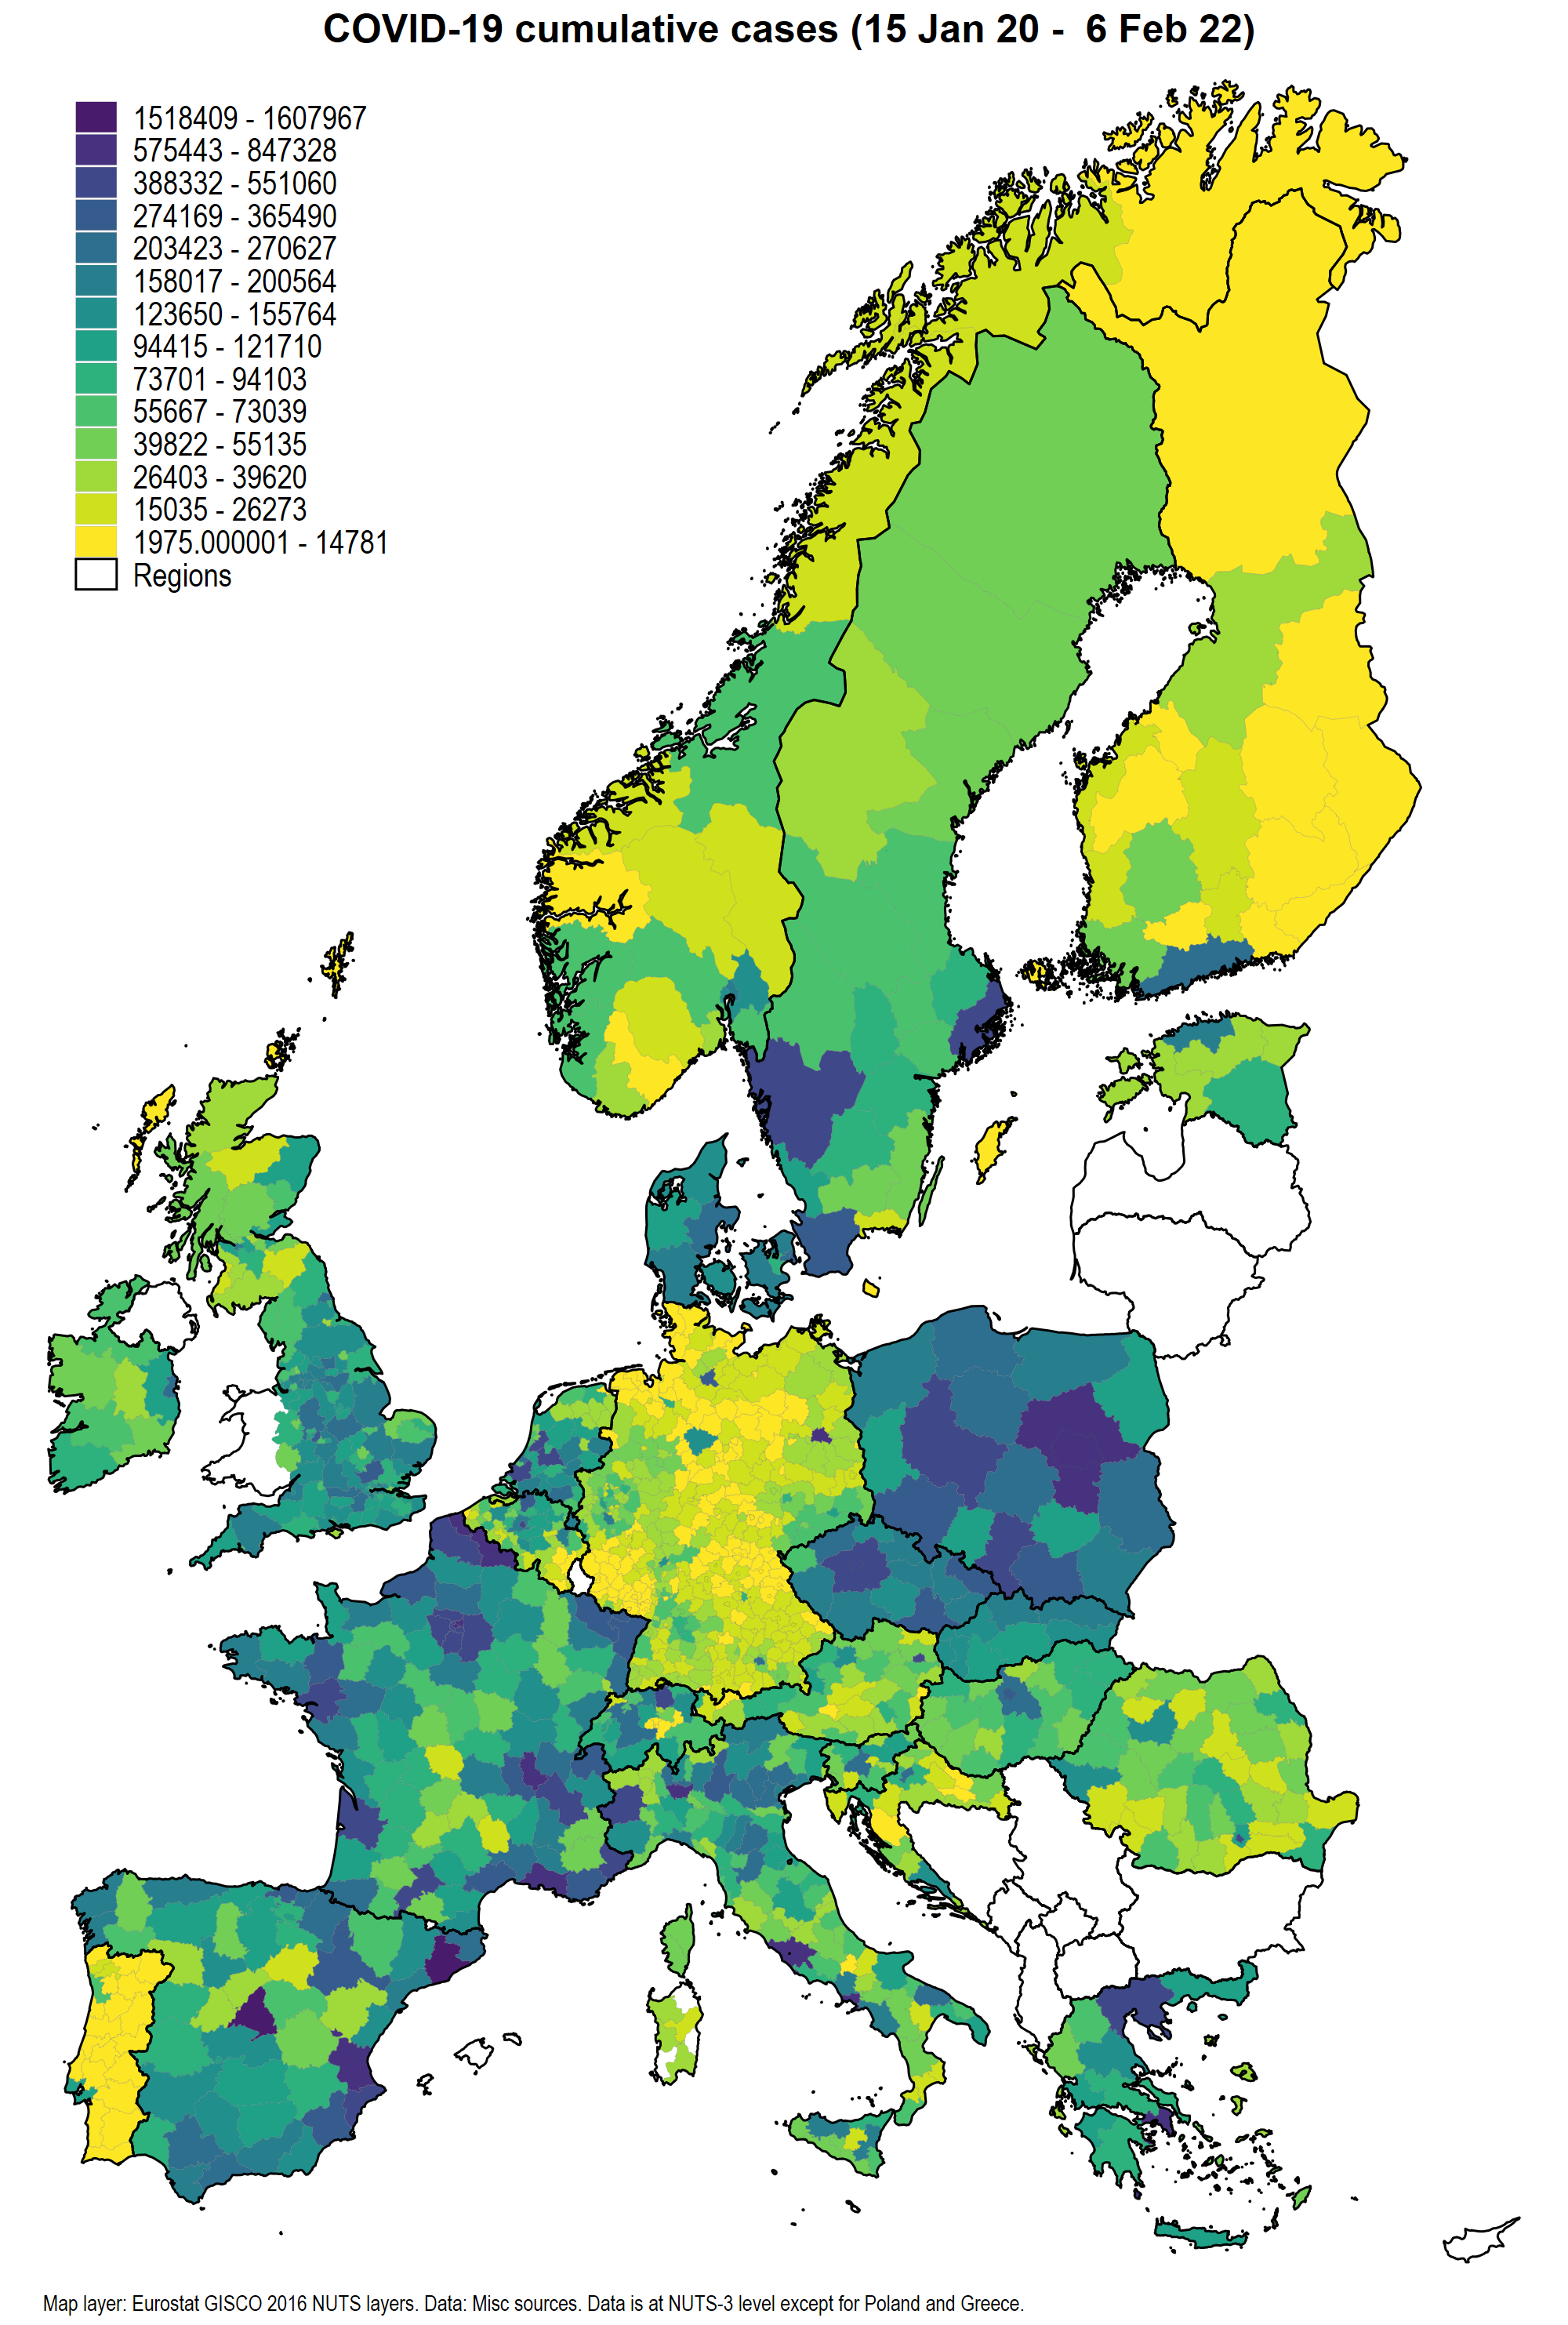 COVID-19 cumulative cases (15 Jan 20 -  6 Feb 22)
1518409 - 1607967
575443 - 847328
388332 - 551060
274169 - 365490
203423 - 270627
158017 - 200564
123650 - 155764
94415 - 121710
73701 - 94103
55667 - 73039
39822 - 55135
26403 - 39620
15035 - 26273
1975.000001 - 14781
Regions
Map layer: Eurostat GISCO 2016 NUTS layers. Data: Misc sources. Data is at NUTS-3 level except for Poland and Greece.